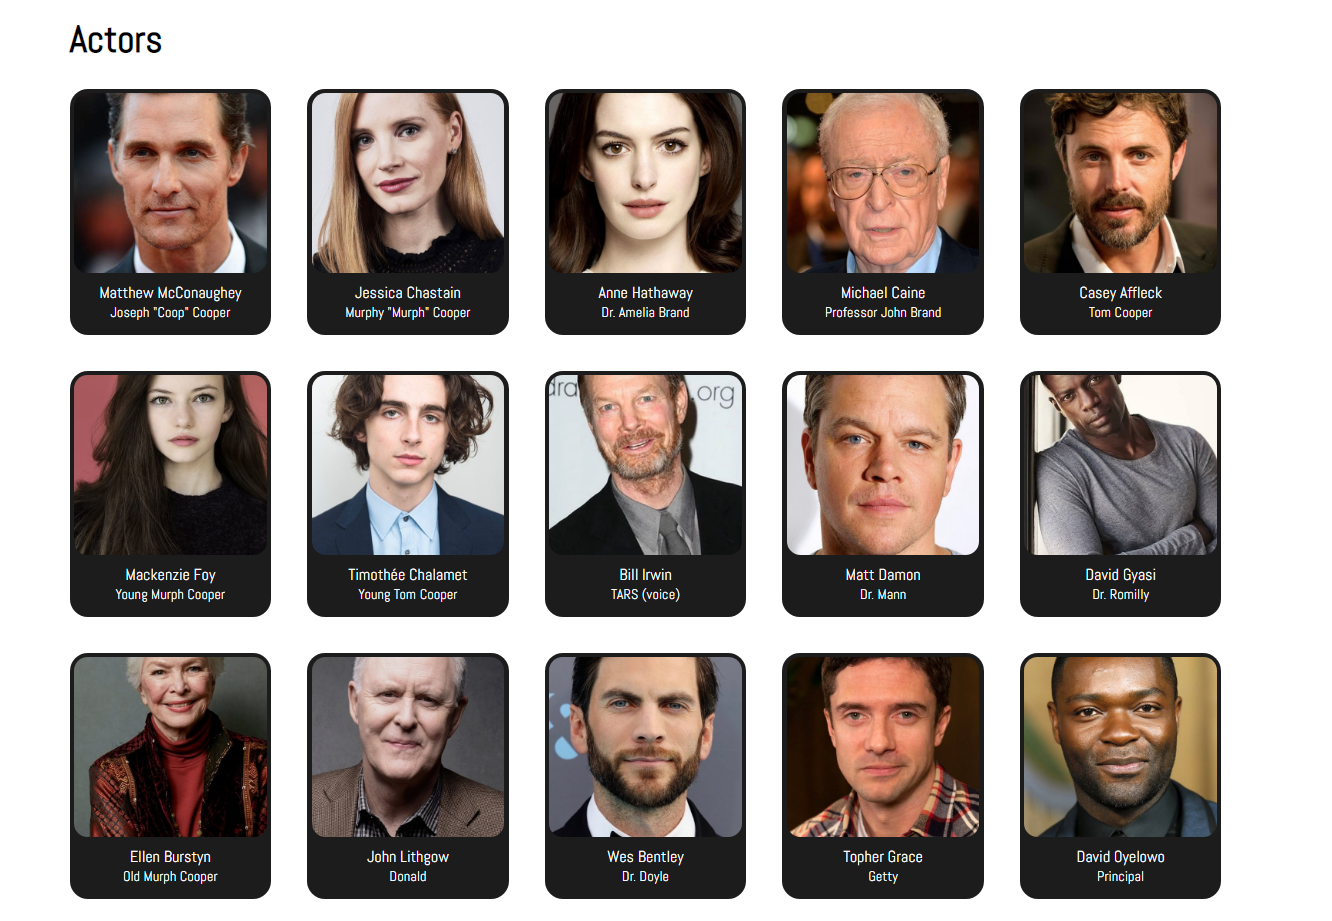 Actors
Matthew McConaughey
Joseph "Coop" Cooper
Jessica Chastain
Murphy "Murph" Cooper
Anne Hathaway
Dr. Amelia Brand
Michael Caine
Professor John Brand
Casey Affleck
Tom Cooper
dra
.org
Mackenzie Foy
Young Murph Cooper
Timothée Chalamet
Young Tom Cooper
Bill Irwin
TARS (voice)
Matt Damon
Dr. Mann
David Gyasi
Dr. Romilly
Ellen Burstyn
Old Murph Cooper
John Lithgow
Donald
Wes Bentley
Dr. Doyle
Topher Grace
Getty
David Oyelowo
Principal